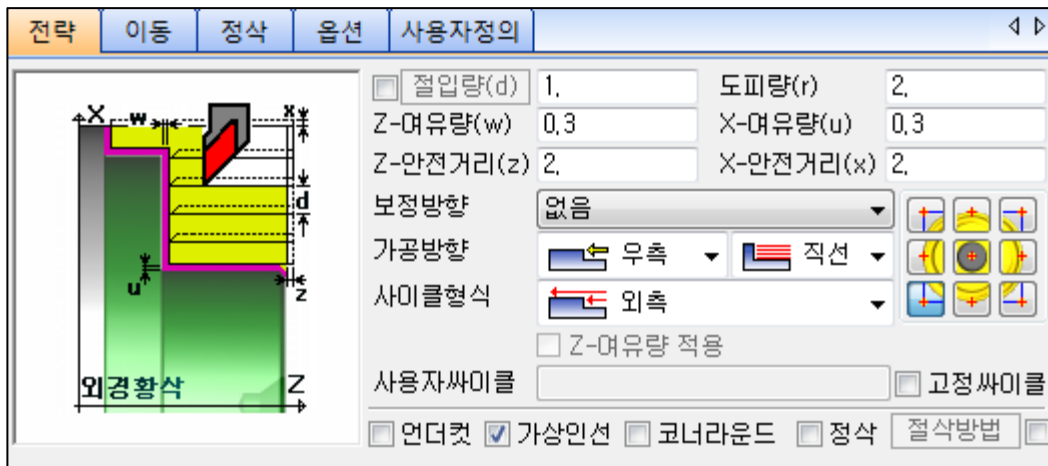 전략 이동 정삭 옵션 사용자정의
절입량(d) 1, 도피량(r) 2,
Z-여유량(w) 0,3 X-여유량(u) 0,3
Z-안전거리(z) 2, X-안전거리(x) 2,
보정방향 없음
가공방향 우측 직선
사이클형식 외측
Z-여유량 적용
사용자싸이클 고정싸이클
언더컷 가상인선 코너라운드 정삭 절삭방법
X w x
d
u z
외경황삭 Z